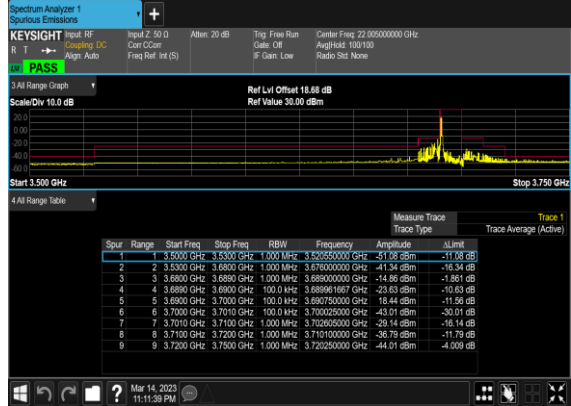 Spectrum Analyzer 1
Spurious Emissions
+
KEYSIGHT Input: RF Input Z: 50 Ω Atten: 20 dB Trig: Free Run Center Freq: 22.005000000 GHz
R T Coupling: DC Corr CCorr Gate: Off Avg|Hold: 100/100
Align: Auto Freq Ref: Int (S) IF Gain: Low Radio Std: None
PASS
3 All Range Graph Ref Lvl Offset 18.68 dB
Scale/Div 10.0 dB Ref Value 30.00 dBm
20.0
0.00
-20.0
-40.0
-60.0
Start 3.500 GHz Stop 3.750 GHz
4 All Range Table
Measure Trace Trace 1
Trace Type Trace Average (Active)
Spur Range Start Freq Stop Freq RBW Frequency Amplitude ΔLimit
1 1 3.5000 GHz 3.5300 GHz 1.000 MHz 3.520550000 GHz -51.08 dBm -11.08 dB
2 2 3.5300 GHz 3.6800 GHz 1.000 MHz 3.676000000 GHz -41.34 dBm -16.34 dB
3 3 3.6800 GHz 3.6890 GHz 1.000 MHz 3.689000000 GHz -14.86 dBm -1.861 dB
4 4 3.6890 GHz 3.6900 GHz 100.0 kHz 3.689961667 GHz -23.63 dBm -10.63 dB
5 5 3.6900 GHz 3.7000 GHz 100.0 kHz 3.690750000 GHz 18.44 dBm -11.56 dB
6 6 3.7000 GHz 3.7010 GHz 100.0 kHz 3.700025000 GHz -43.01 dBm -30.01 dB
7 7 3.7010 GHz 3.7100 GHz 1.000 MHz 3.702605000 GHz -29.14 dBm -16.14 dB
8 8 3.7100 GHz 3.7200 GHz 1.000 MHz 3.710100000 GHz -36.79 dBm -11.79 dB
9 9 3.7200 GHz 3.7500 GHz 1.000 MHz 3.720250000 GHz -44.01 dBm -4.009 dB
? Mar 14, 2023
11:11:39 PM